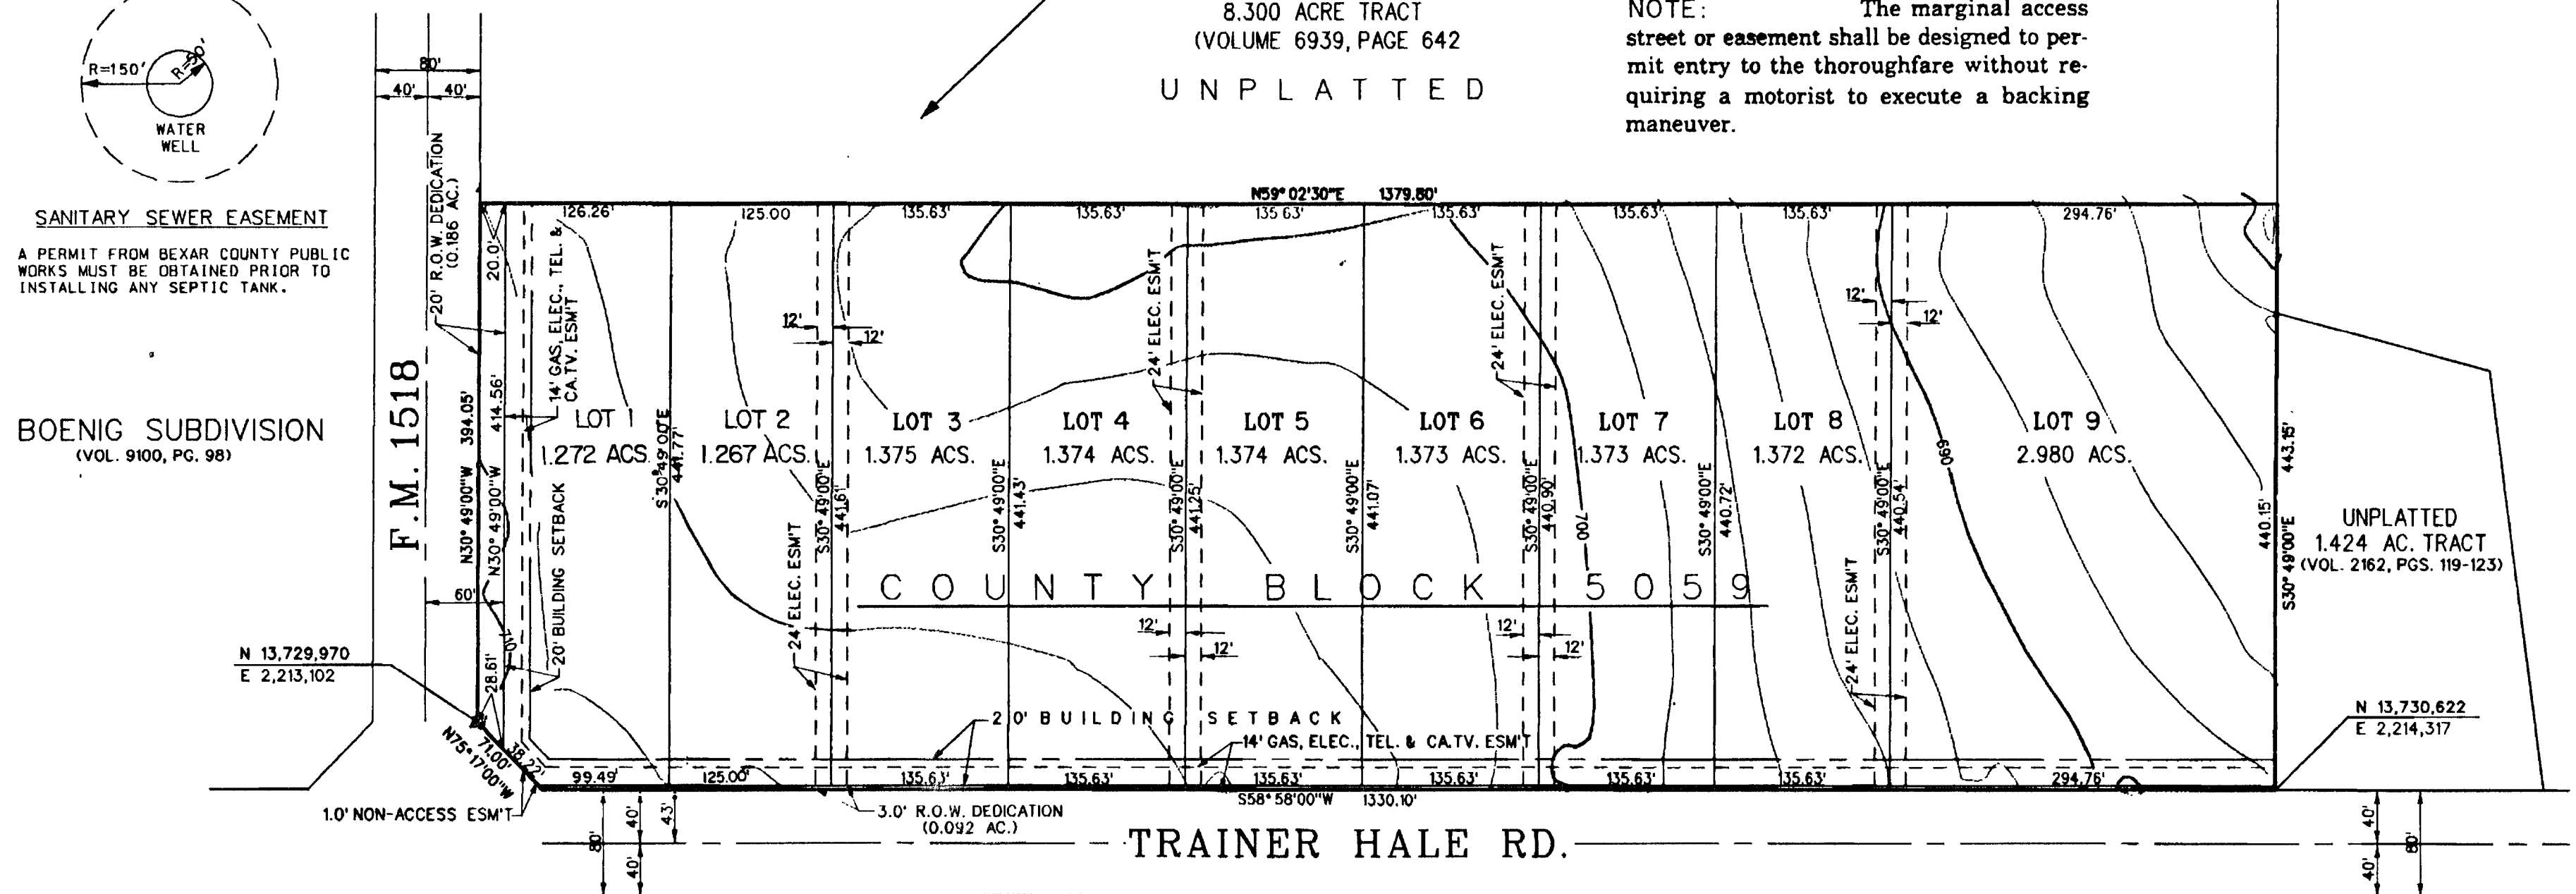 R=150'
R=50'
WATER
WELL
SANITARY SEWER EASEMENT
A PERMIT FROM BEXAR COUNTY PUBLIC
WORKS MUST BE OBTAINED PRIOR TO
INSTALLING ANY SEPTIC TANK.
BOENIG SUBDIVISION
(VOL. 9100, PG. 98)
80'
40'
40'
20' R.O.W. DEDICATION
(0.186 AC.)
F.M. 1518
60'
8.300 ACRE TRACT
(VOLUME 6939, PAGE 642
UNPLATTED
NOTE: The marginal access
street or easement shall be designed to per-
mit entry to the thoroughfare without re-
quiring a motorist to execute a backing
maneuver.
N59° 02'30"E 1379.80'
126.26'
125.00
135.63'
135.63'
135 63'
135.63'
135.63'
135.63'
294.76'
20.0'
14' GAS, ELEC., TEL. &
CA.TV. ESM'T
N30° 49'00"W 394.05'
N30° 49'00"W 414.56'
20' BUILDING SETBACK
12'
12'
24' ELEC. ESM'T
24' ELEC. ESM'T
12'
12'
LOT 1
1.272 ACS.
LOT 2
1.267 ACS.
LOT 3
1.375 ACS.
LOT 4
1.374 ACS.
LOT 5
1.374 ACS.
LOT 6
1.373 ACS.
LOT 7
1.373 ACS.
LOT 8
1.372 ACS.
LOT 9
2.980 ACS.
S 30° 49'00"E
441.77'
S30° 49'00"E
441.61'
S30° 49'00"E
441.43'
S30° 49'00"E
441.25'
S30° 49'00"E
441.07'
S30° 49'00"E
440.90'
S30° 49'00"E
440.72'
S30° 49'00"E
440.54'
440.15'
S30° 49'00"E 443.15'
700
690
710
24' ELEC. ESM'T
24' ELEC. ESM'T
COUNTY BLOCK 5059
12'
12'
12'
12'
UNPLATTED
1.424 AC. TRACT
(VOL. 2162, PGS. 119-123)
N 13,729,970
E 2,213,102
28.61'
N75° 17'00"W
71.00'
38.22'
20' BUILDING SETBACK
14' GAS, ELEC., TEL. & CA.TV. ESM'T
N 13,730,622
E 2,214,317
99.49'
125.00'
135.63'
135.63'
135.63'
135.63'
135.63'
135.63'
294.76'
1.0' NON-ACCESS ESM'T
3.0' R.O.W. DEDICATION
(0.092 AC.)
S58° 58'00"W 1330.10'
80'
40'
40'
43'
TRAINER HALE RD.
40'
40'
80'